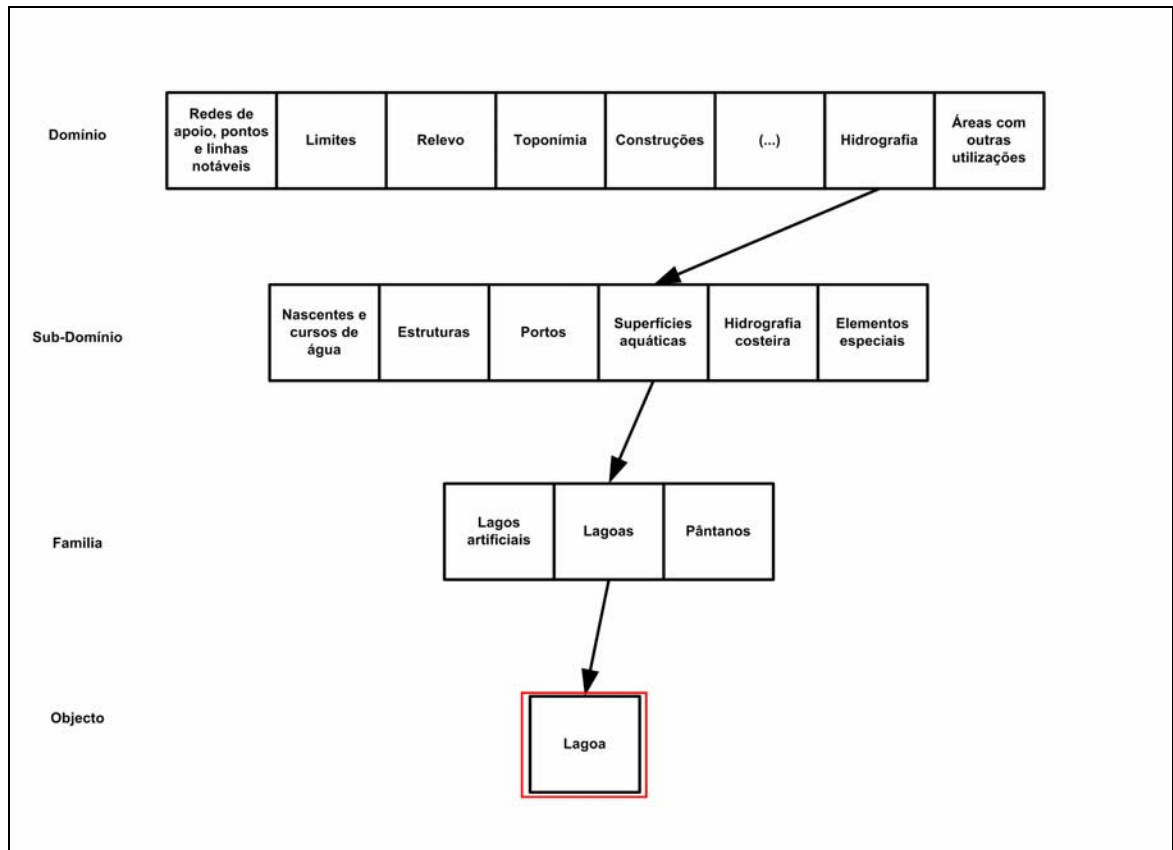 Domínio
Redes de
apoio, pontos
e linhas
notáveis
Limites
Relevo
Toponímia
Construções
(...)
Hidrografia
Áreas com
outras
utilizações
Sub-Domínio
Nascentes e
cursos de
água
Estruturas
Portos
Superfícies
aquáticas
Hidrografia
costeira
Elementos
especiais
Familia
Lagos
artificiais
Lagoas
Pântanos
Objecto
Lagoa